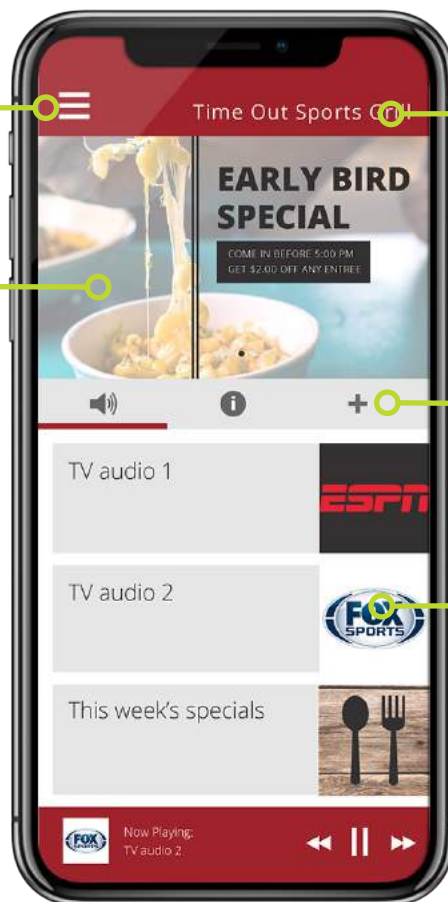 Time Out Sports Grill
EARLY BIRD
SPECIAL
COME IN BEFORE 5:00 PM
GET $2.00 OFF ANY ENTREE
TV audio 1
ESPN
TV audio 2
FOX
SPORTS
This week's specials
FOX
SPORTS
Now Playing:
TV audio 2